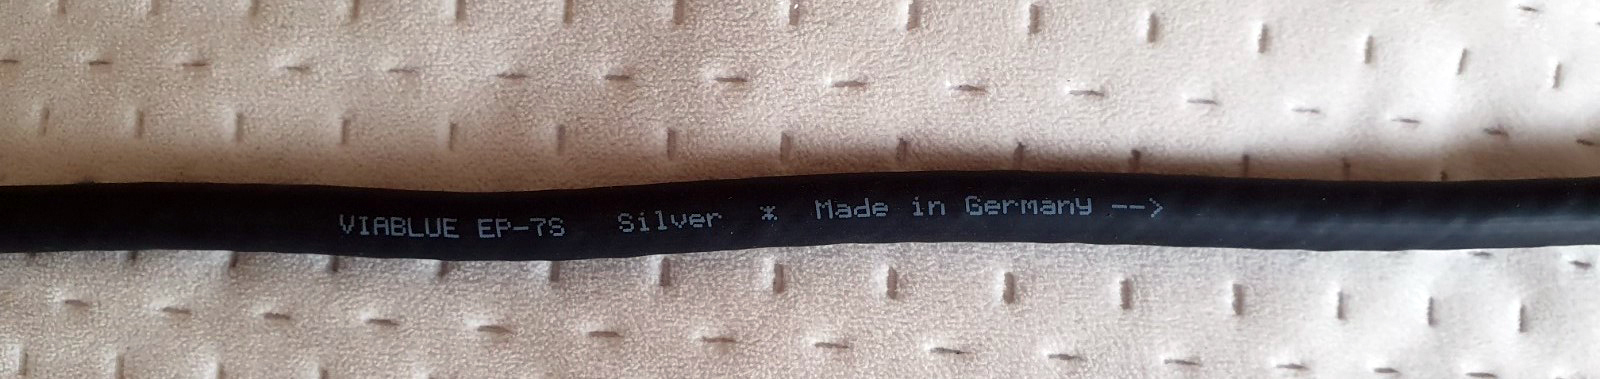 VIABLUE EP-7S Silver * Made in Germany -->